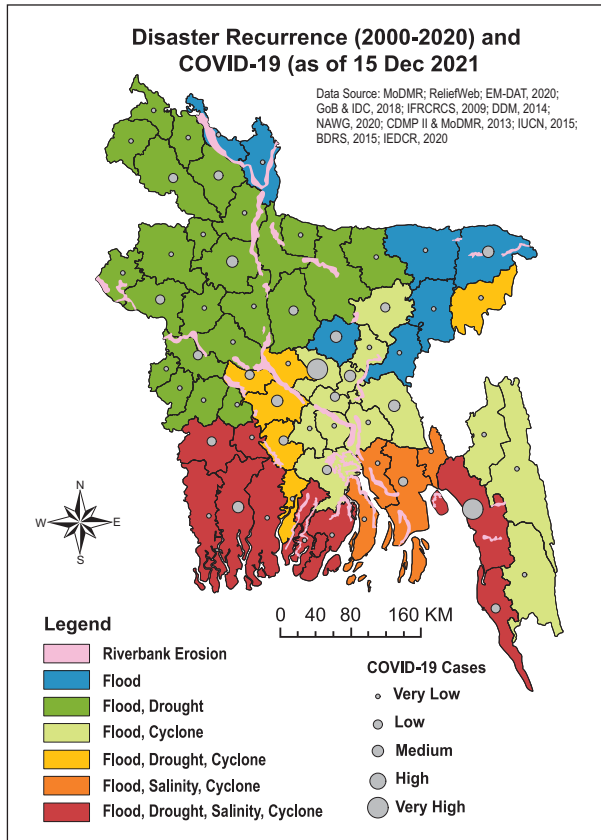 Disaster Recurrence (2000-2020) and
COVID-19 (as of 15 Dec 2021
Data Source: MoDMR; ReliefWeb; EM-DAT, 2020;
GoB & IDC, 2018; IFRCRCS, 2009; DDM, 2014;
NAWG, 2020; CDMP II & MoDMR, 2013; IUCN, 2015;
BDRS, 2015; IEDCR, 2020
N
W E
S
0 40 80 160 KM
Legend
Riverbank Erosion
Flood
Flood, Drought
Flood, Cyclone
Flood, Drought, Cyclone
Flood, Salinity, Cyclone
Flood, Drought, Salinity, Cyclone
COVID-19 Cases
Very Low
Low
Medium
High
Very High